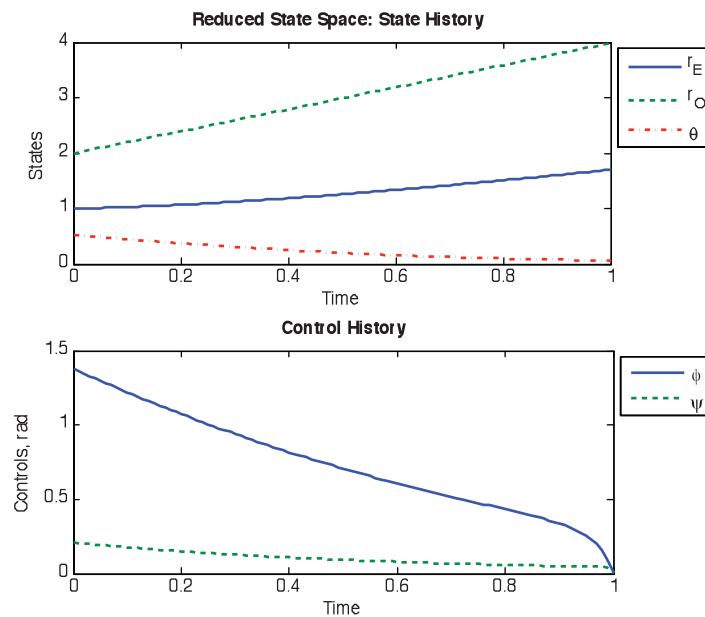 Reduced State Space: State History
4
3
2
1
0
States
0 0.2 0.4 0.6 0.8 1
Time
r_E
r_O
θ
Control History
1.5
1
0.5
0
Controls, rad
0 0.2 0.4 0.6 0.8 1
Time
ϕ
ψ